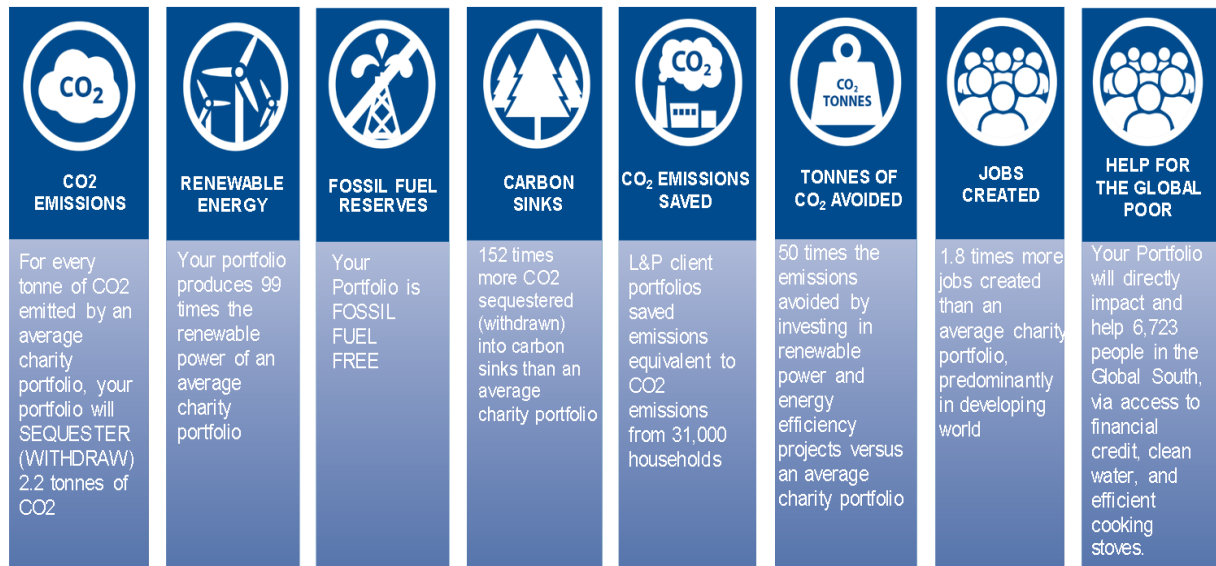 CO2
CO2
EMISSIONS
For every
tonne of CO2
emitted by an
average
charity
portfolio, your
portfolio will
SEQUESTER
(WITHDRAW)
2.2 tonnes of
CO2
RENEWABLE
ENERGY
Your portfolio
produces 99
times the
renewable
power of an
average
charity
portfolio
FOSSIL FUEL
RESERVES
Your
Portfolio is
FOSSIL
FUEL
FREE
CARBON
SINKS
152 times
more CO2
sequestered
(withdrawn)
into carbon
sinks than an
average
charity portfolio
CO₂
CO₂ EMISSIONS
SAVED
L&P client
portfolios
saved
emissions
equivalent to
CO2
emissions
from 31,000
households
CO₂
TONNES
TONNES OF
CO₂ AVOIDED
50 times the
emissions
avoided by
investing in
renewable
power and
energy
efficiency
projects versus
an average
charity portfolio
JOBS
CREATED
1.8 times more
jobs created
than an
average charity
portfolio,
predominantly
in developing
world
HELP FOR
THE GLOBAL
POOR
Your Portfolio
will directly
impact and
help 6,723
people in the
Global South,
via access to
financial
credit, clean
water, and
efficient
cooking
stoves.